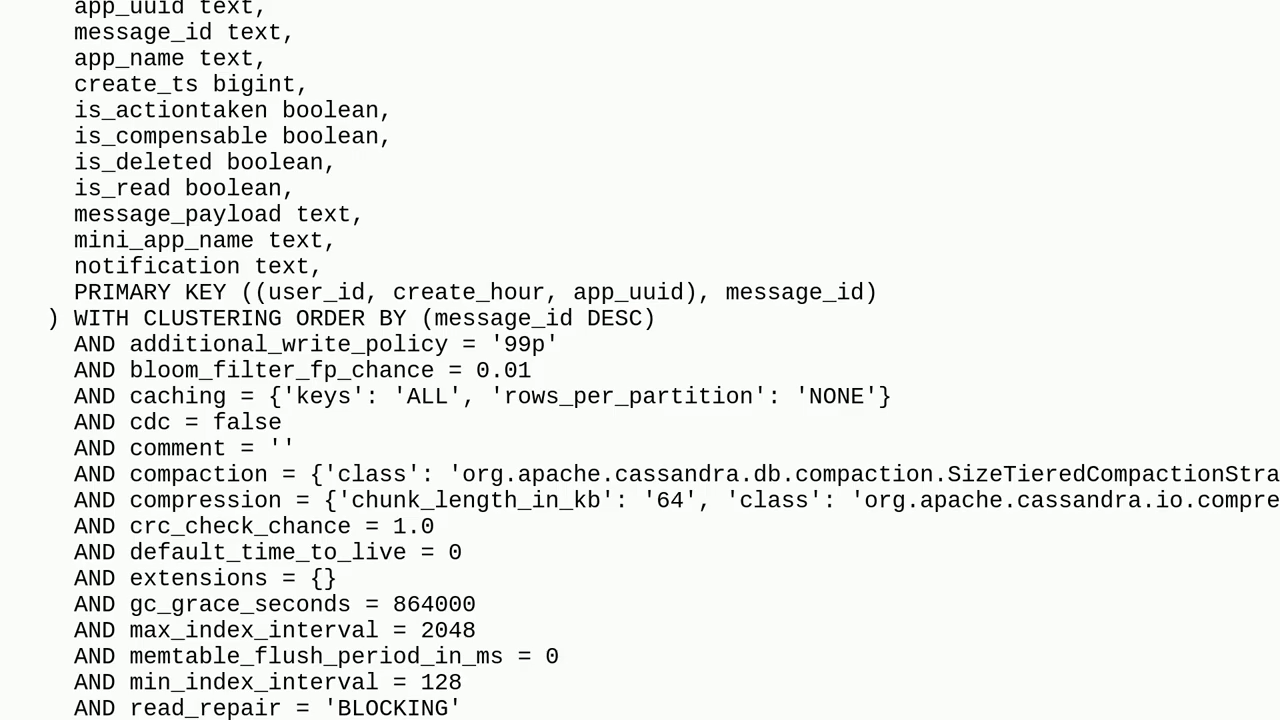 app_uuid text,
message_id text,
app_name text,
create_ts bigint,
is_actiontaken boolean,
is_compensable boolean,
is_deleted boolean,
is_read boolean,
message_payload text,
mini_app_name text,
notification text,
PRIMARY KEY ((user_id, create_hour, app_uuid), message_id)
) WITH CLUSTERING ORDER BY (message_id DESC)
AND additional_write_policy = '99p'
AND bloom_filter_fp_chance = 0.01
AND caching = {'keys': 'ALL', 'rows_per_partition': 'NONE'}
AND cdc = false
AND comment = ''
AND compaction = {'class': 'org.apache.cassandra.db.compaction.SizeTieredCompactionStra
AND compression = {'chunk_length_in_kb': '64', 'class': 'org.apache.cassandra.io.compre
AND crc_check_chance = 1.0
AND default_time_to_live = 0
AND extensions = {}
AND gc_grace_seconds = 864000
AND max_index_interval = 2048
AND memtable_flush_period_in_ms = 0
AND min_index_interval = 128
AND read_repair = 'BLOCKING'